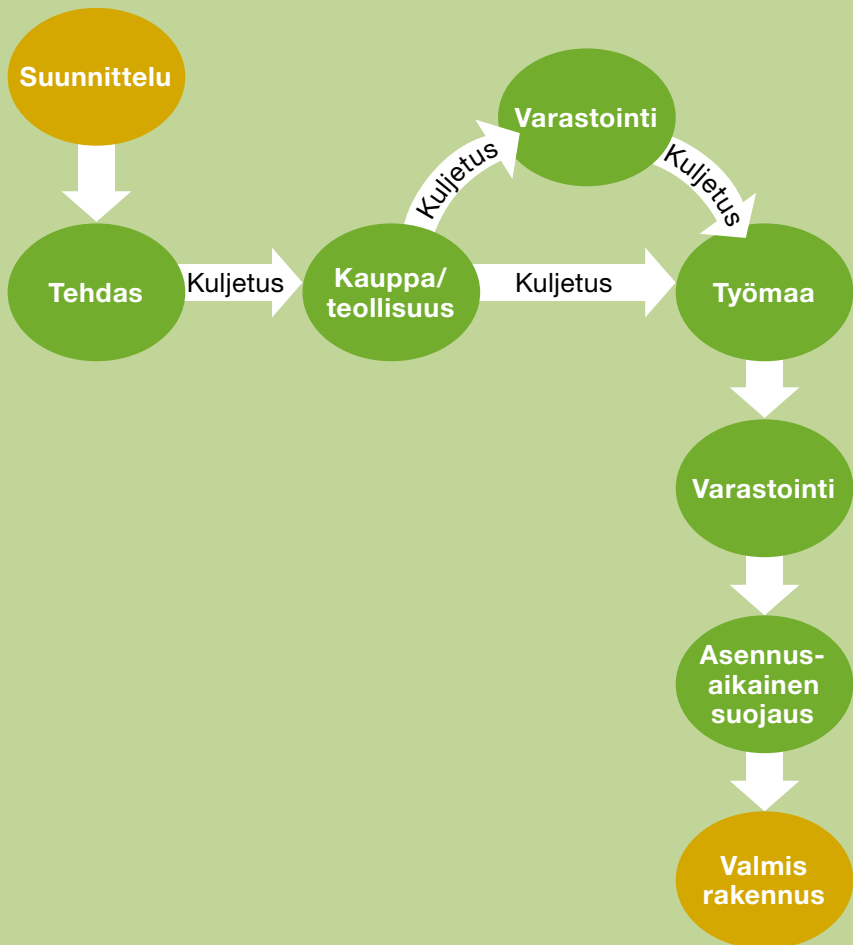 Suunnittelu
Varastointi
Kuljetus
Kuljetus
Tehdas
Kuljetus
Kauppa/
teollisuus
Kuljetus
Työmaa
Varastointi
Asennus-
aikainen
suojaus
Valmis
rakennus